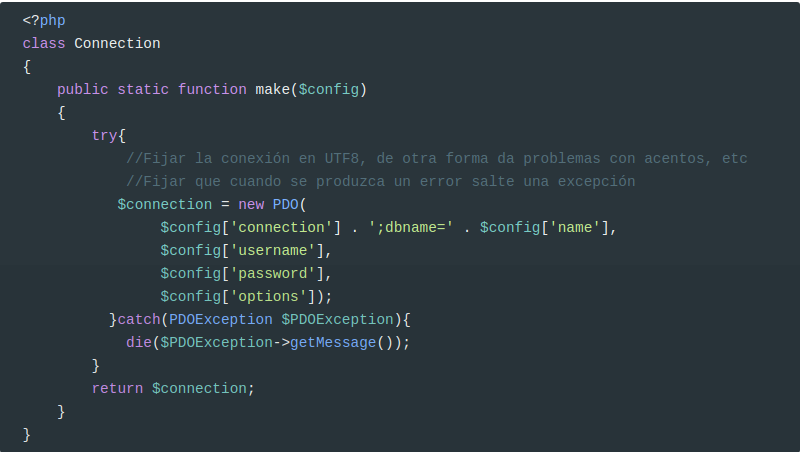 <?php
class Connection
{
    public static function make($config)
    {
        try{
            //Fijar la conexión en UTF8, de otra forma da problemas con acentos, etc
            //Fijar que cuando se produzca un error salte una excepción
           $connection = new PDO(
                $config['connection'] . ';dbname=' . $config['name'],
                $config['username'],
                $config['password'],
                $config['options']);
          }catch(PDOException $PDOException){
            die($PDOException->getMessage());
        }
        return $connection;
    }
}